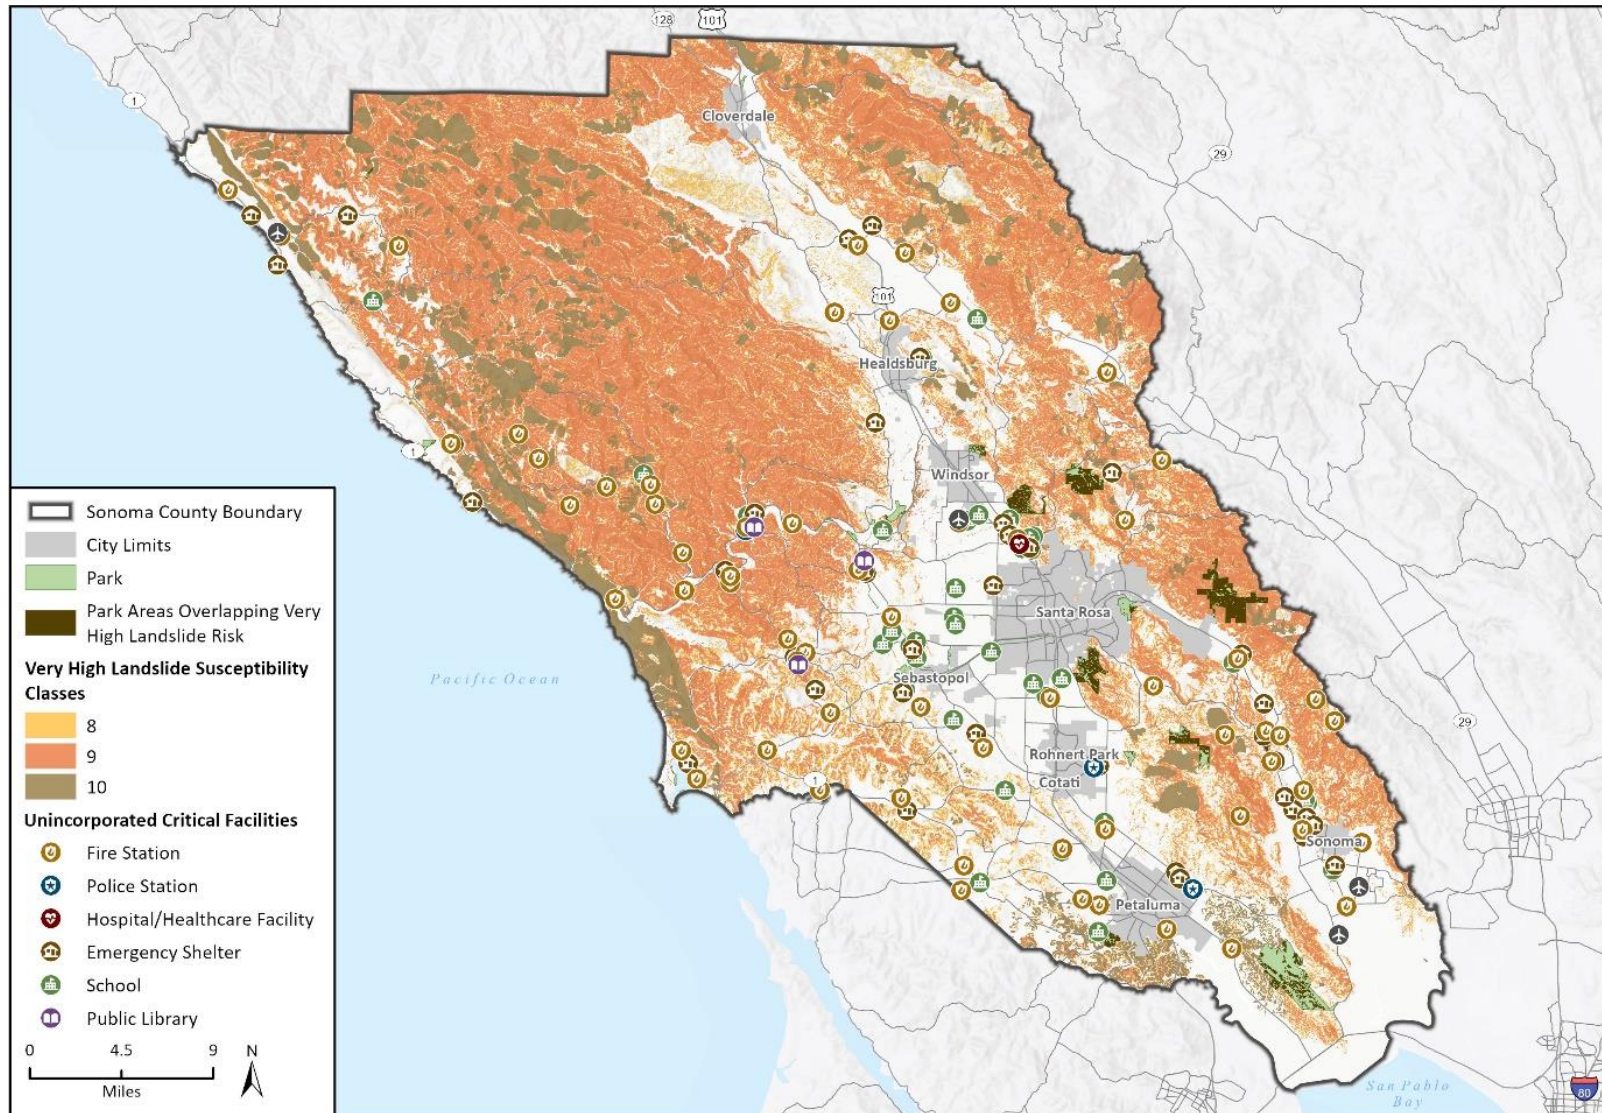 128
101
1
29
Cloverdale
101
Healdsburg
1
Windsor
Santa Rosa
Sebastopol
Pacific Ocean
29
Rohnert Park
Cotati
1
Sonoma
Petaluma
San Pablo
Bay
80
Sonoma County Boundary
City Limits
Park
Park Areas Overlapping Very
High Landslide Risk
Very High Landslide Susceptibility
Classes
8
9
10
Unincorporated Critical Facilities
Fire Station
Police Station
Hospital/Healthcare Facility
Emergency Shelter
School
Public Library
0 4.5 9 N
Miles